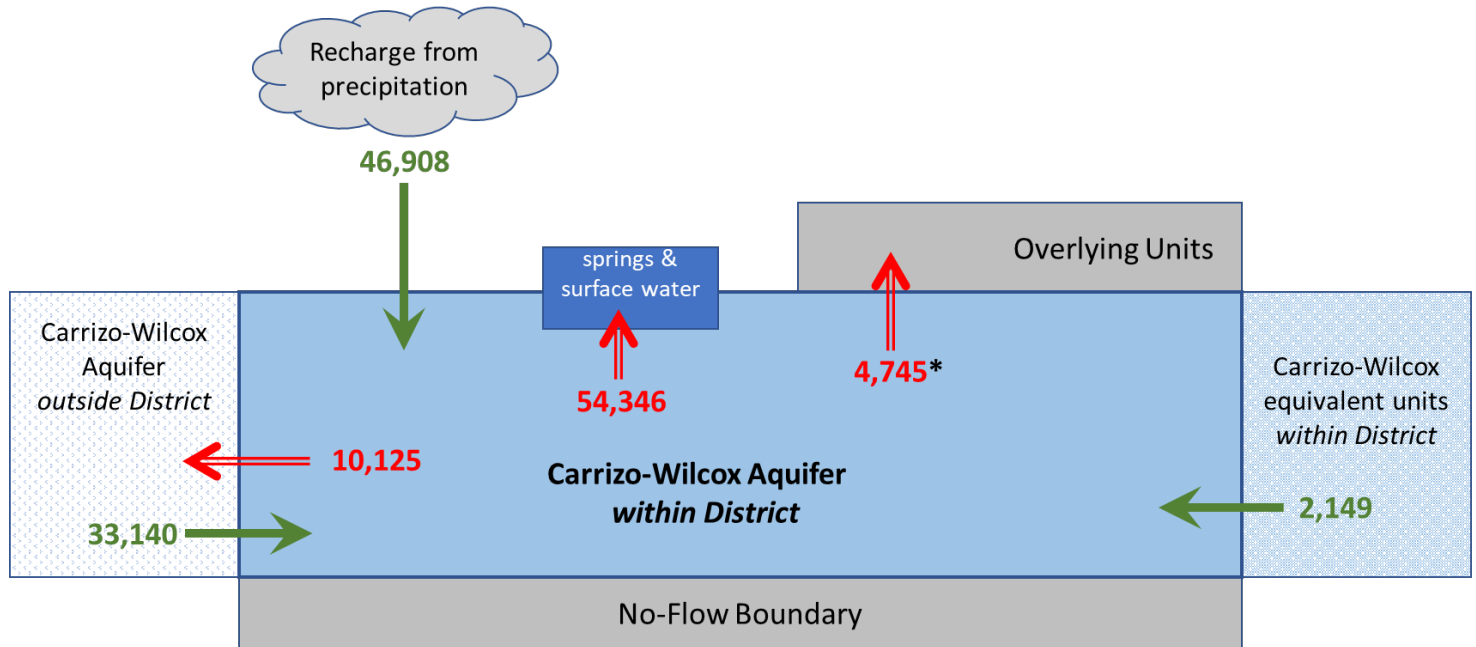 Recharge from
precipitation
46,908
springs &
surface water
Overlying Units
Carrizo-Wilcox
Aquifer
outside District
4,745*
54,346
Carrizo-Wilcox
equivalent units
within District
10,125
Carrizo-Wilcox Aquifer
within District
33,140
2,149
No-Flow Boundary